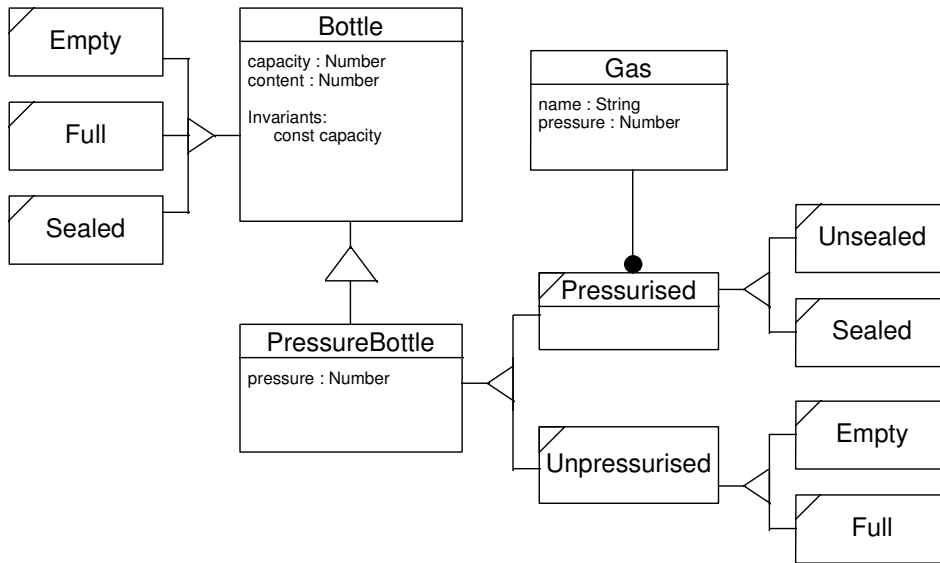 Empty
Full
Sealed
Bottle
capacity : Number
content : Number
Invariants:
const capacity
Gas
name : String
pressure : Number
PressureBottle
pressure : Number
Pressurised
Unpressurised
Unsealed
Sealed
Empty
Full